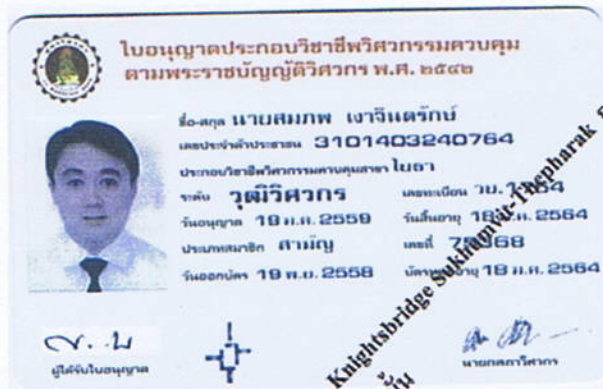 ใบอนุญาตประกอบวิชาชีพวิศวกรรมควบคุม
ตามพระราชบัญญัติวิศวกร พ.ศ. ๒๕๔๒
ชื่อ-สกุล นายสมภพ เงาจินตรักษ์
เลขประจำตัวประชาชน 3101403240764
ประกอบวิชาชีพวิศวกรรมควบคุมสาขา โยธา
ระดับ วุฒิวิศวกร เลขทะเบียน วย.
วันอนุญาต 19 ม.ค. 2559 วันสิ้นอายุ 18 ม.ค. 2564
ประเภทสมาชิก สามัญ เลขที่
วันออกบัตร 19 พ.ย. 2558 บัตรหมดอายุ 18 ม.ค. 2564
ผู้ได้รับใบอนุญาต
นายกสภาวิศวกร
Knightsbridge Sukhumvit-Thepharak